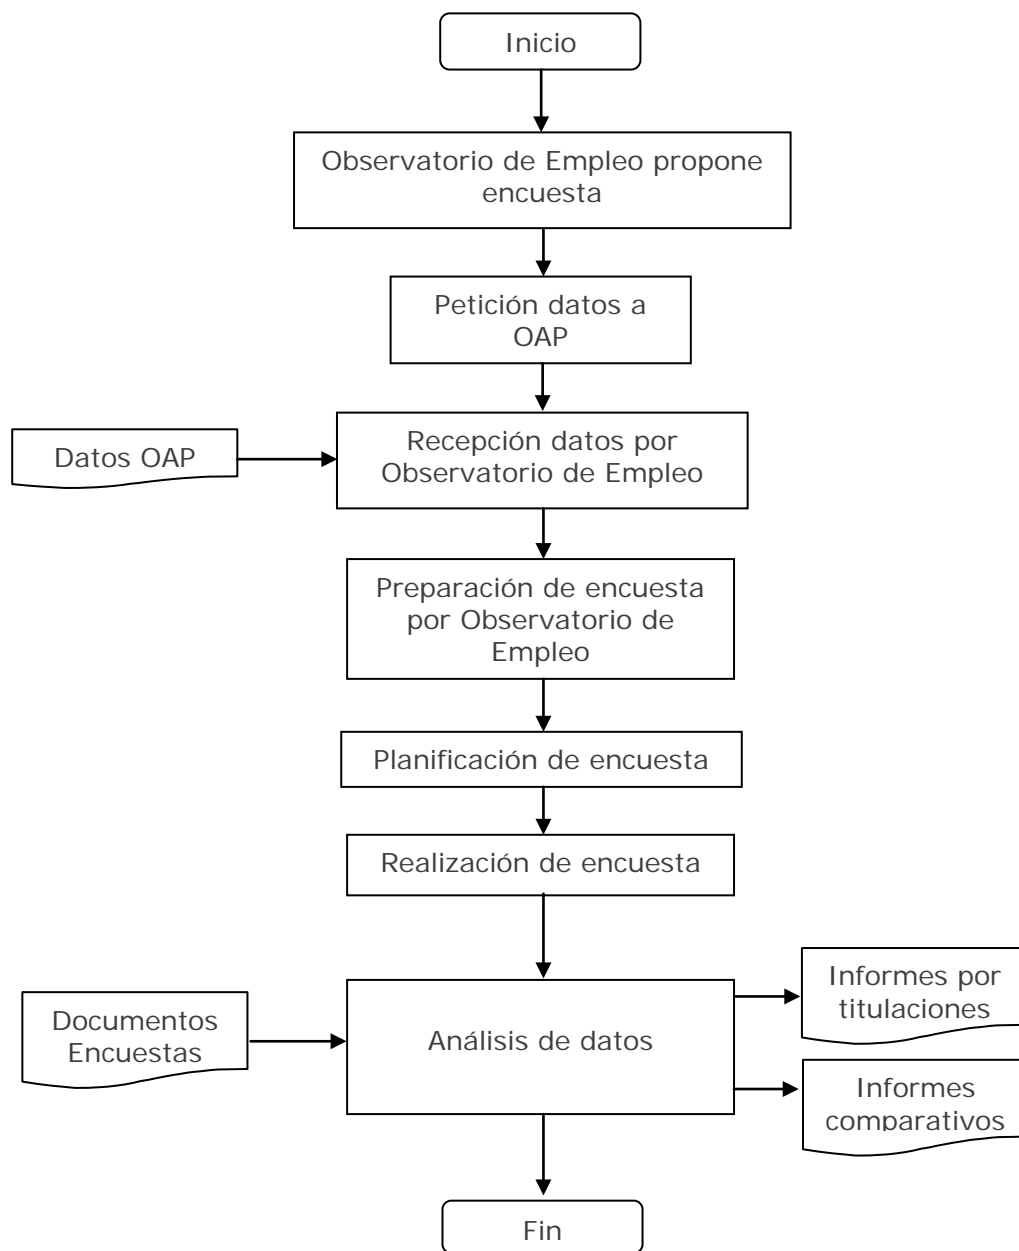 Inicio
Observatorio de Empleo propone
encuesta
Petición datos a
OAP
Datos OAP
Recepción datos por
Observatorio de Empleo
Preparación de encuesta
por Observatorio de
Empleo
Planificación de encuesta
Realización de encuesta
Documentos
Encuestas
Análisis de datos
Informes por
titulaciones
Informes
comparativos
Fin